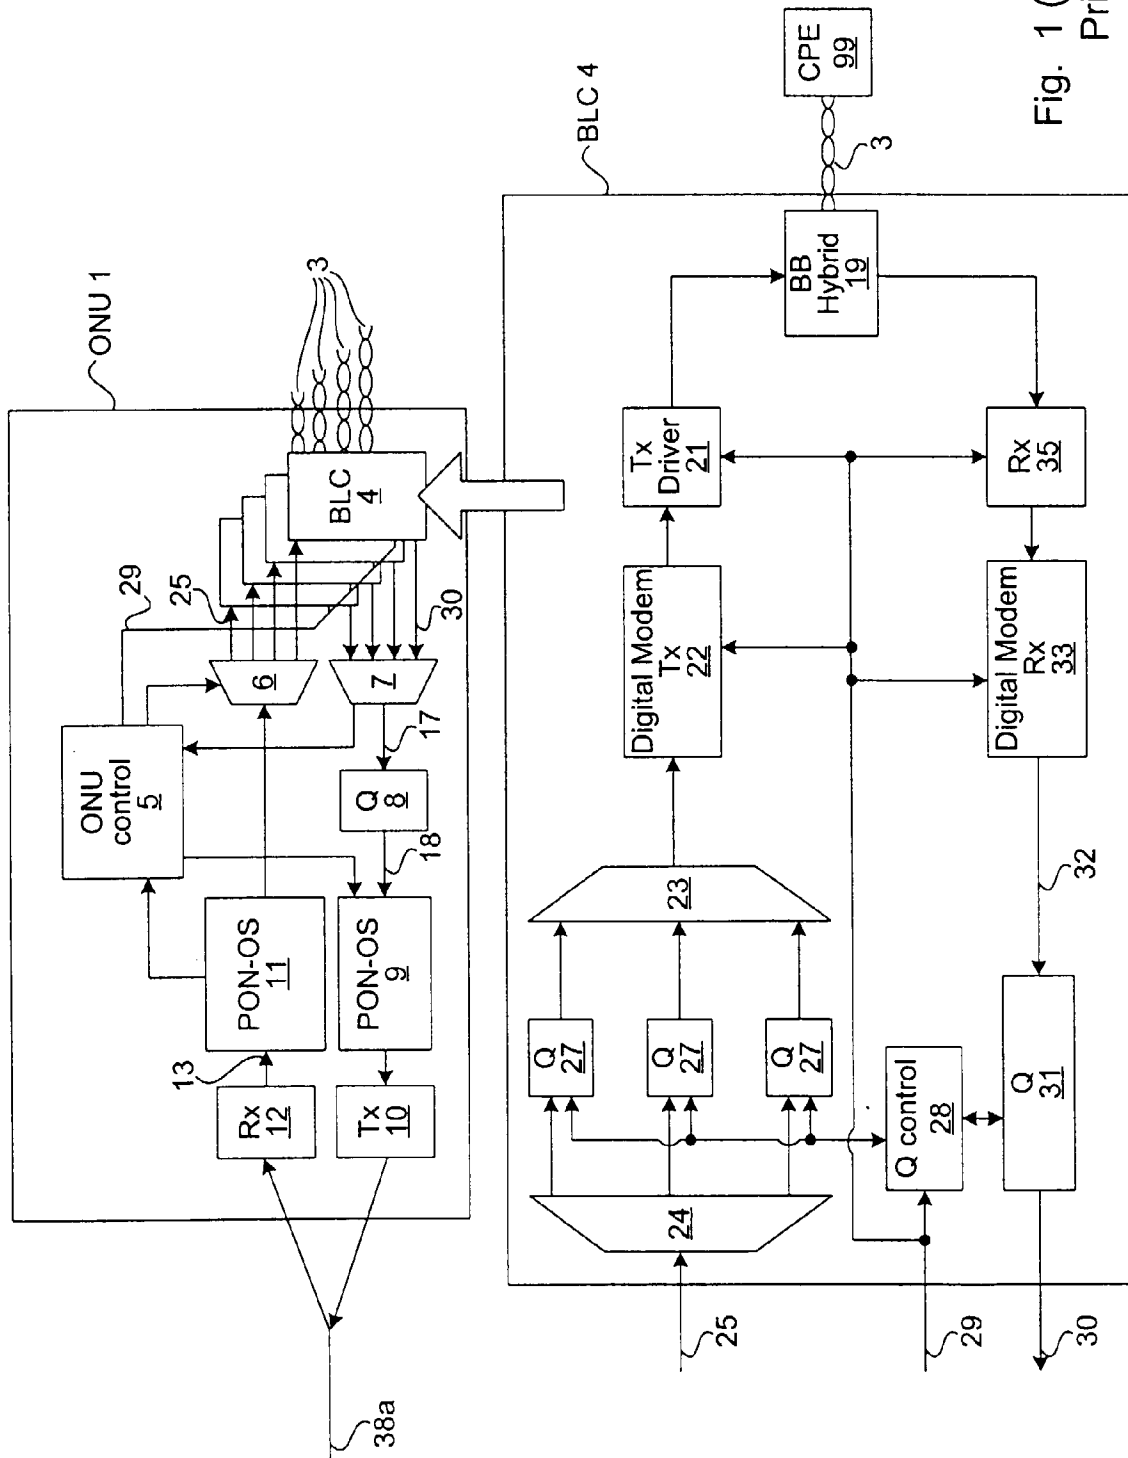 ONU 1
ONU
control
5
29
25
6
BLC
4
3
PON-OS
11
13
Rx
12
7
30
17
Q
8
18
PON-OS
9
Tx
10
38a
BLC 4
24
25
Q
27
Q
27
Q
27
23
Digital Modem
Tx
22
Tx
Driver
21
BB
Hybrid
19
3
CPE
99
Q control
28
29
Q
31
30
32
Digital Modem
Rx
33
Rx
35
Fig. 1 (
Pri